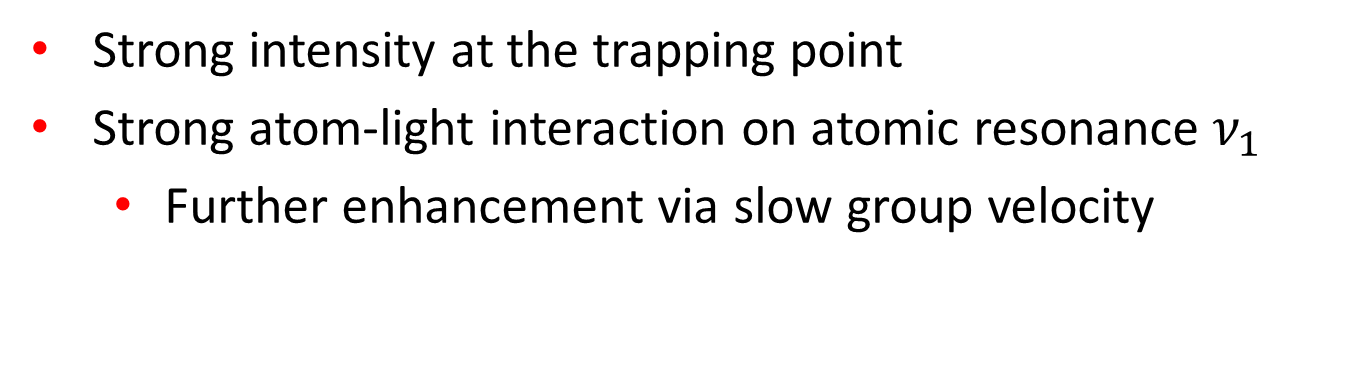 • Strong intensity at the trapping point
• Strong atom-light interaction on atomic resonance 𝜈₁
• Further enhancement via slow group velocity